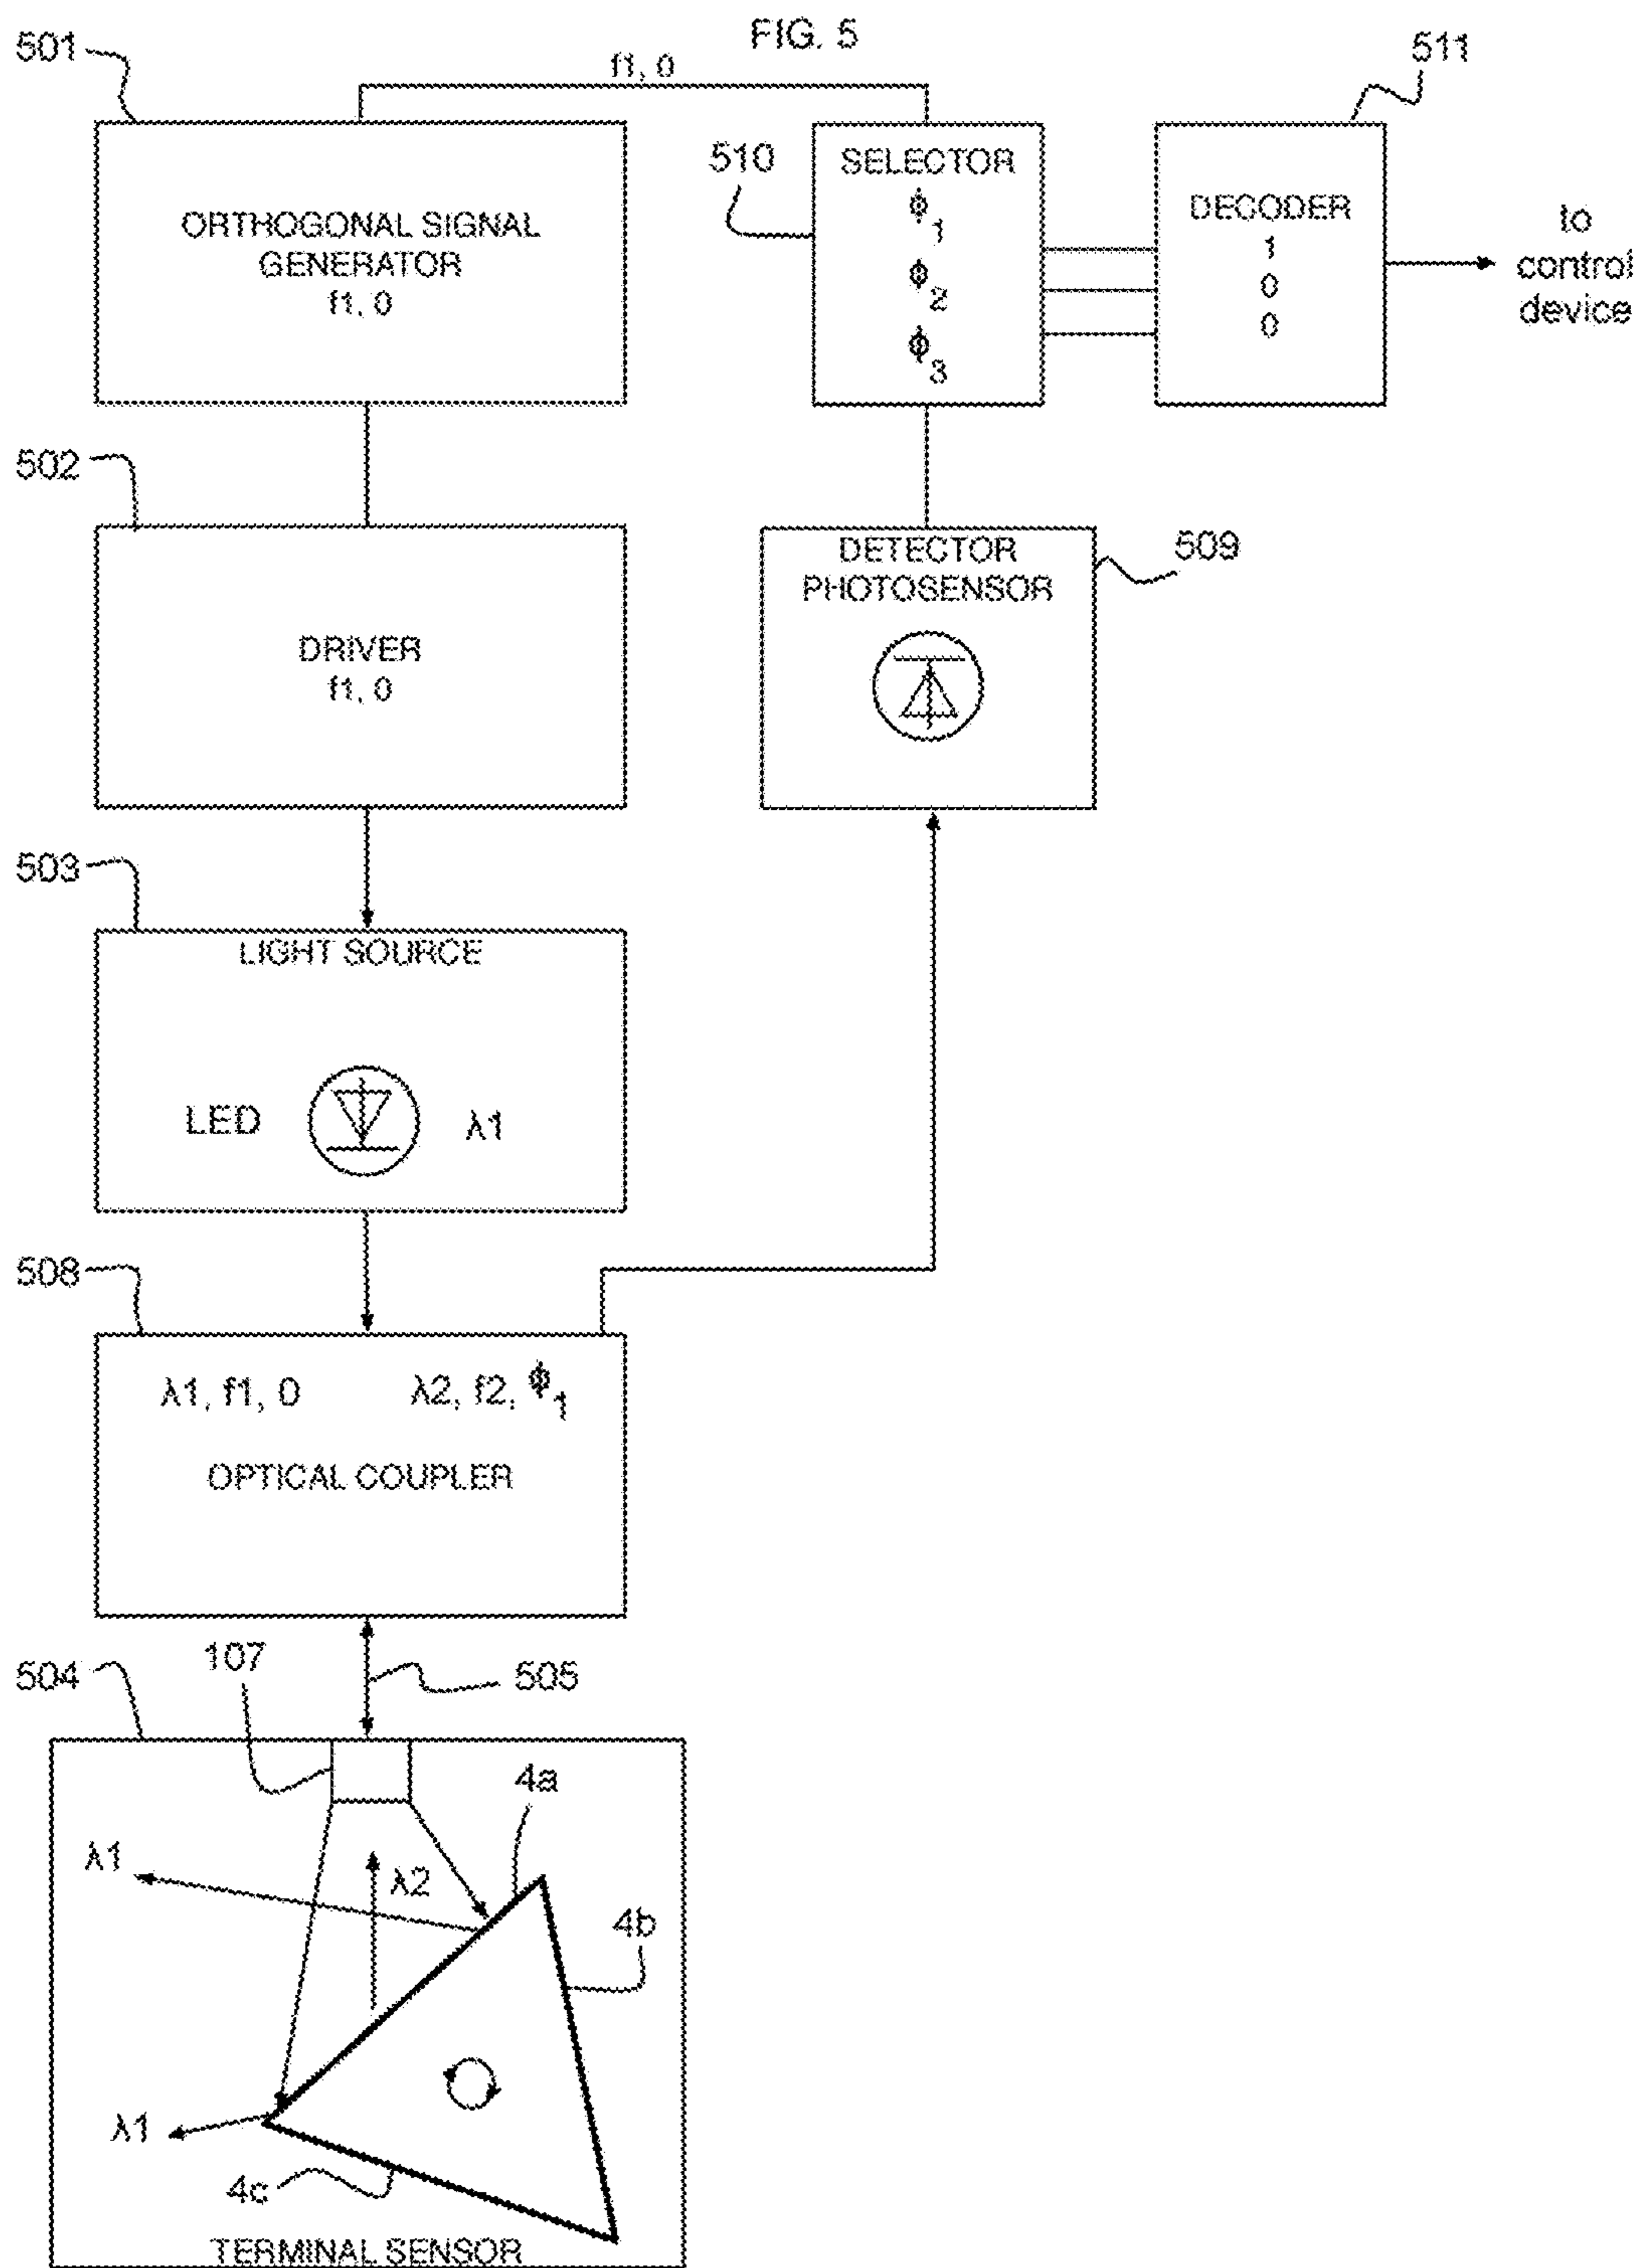 FIG. 5
501
f1, 0
511
ORTHOGONAL SIGNAL
GENERATOR
f1, 0
510
SELECTOR
ϕ1
ϕ2
ϕ3
DECODER
1
0
0
to
control
device
502
DRIVER
f1, 0
DETECTOR
PHOTOSENSOR
509
503
LIGHT SOURCE
LED
λ1
508
λ1, f1, 0
λ2, f2, ϕ1
OPTICAL COUPLER
504
107
505
4a
λ1
λ2
4b
λ1
4c
TERMINAL SENSOR